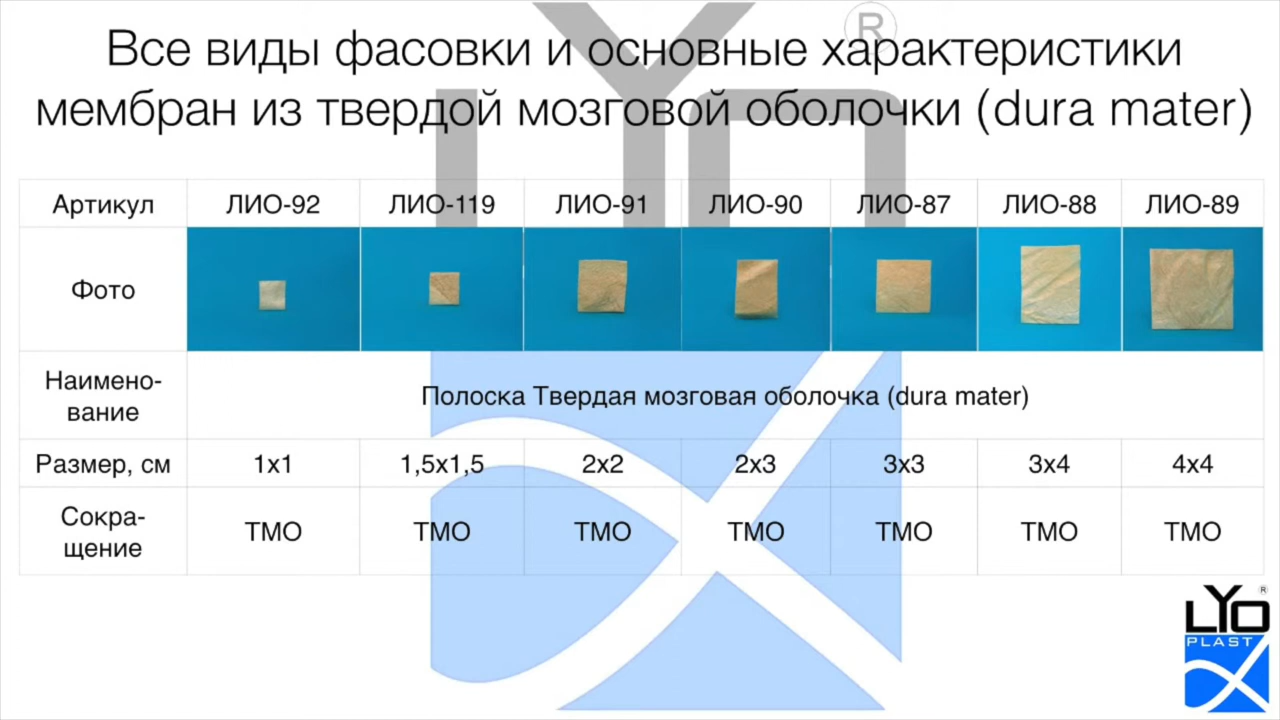 Все виды фасовки и основные характеристики
мембран из твердой мозговой оболочки (dura mater)
LYO ®
Артикул ЛИО-92 ЛИО-119 ЛИО-91 ЛИО-90 ЛИО-87 ЛИО-88 ЛИО-89
Фото
Наимено-
вание
Полоска Твердая мозговая оболочка (dura mater)
Размер, см 1x1 1,5x1,5 2x2 2x3 3x3 3x4 4x4
Сокра-
щение
ТМО ТМО ТМО ТМО ТМО ТМО ТМО
LYO ®
PLAST